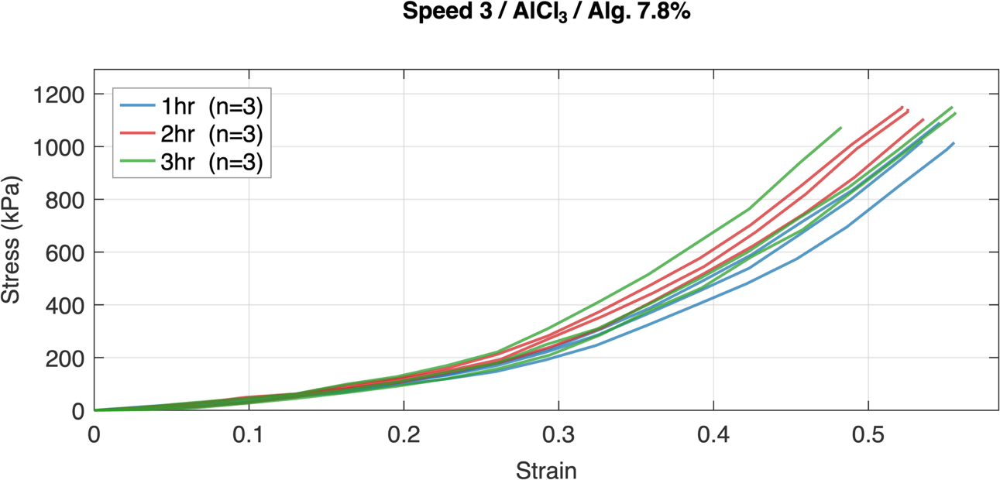 Speed 3 / AlCl₃ / Alg. 7.8%
1200
1000
800
600
400
200
0
Stress (kPa)
1hr (n=3)
2hr (n=3)
3hr (n=3)
0 0.1 0.2 0.3 0.4 0.5
Strain